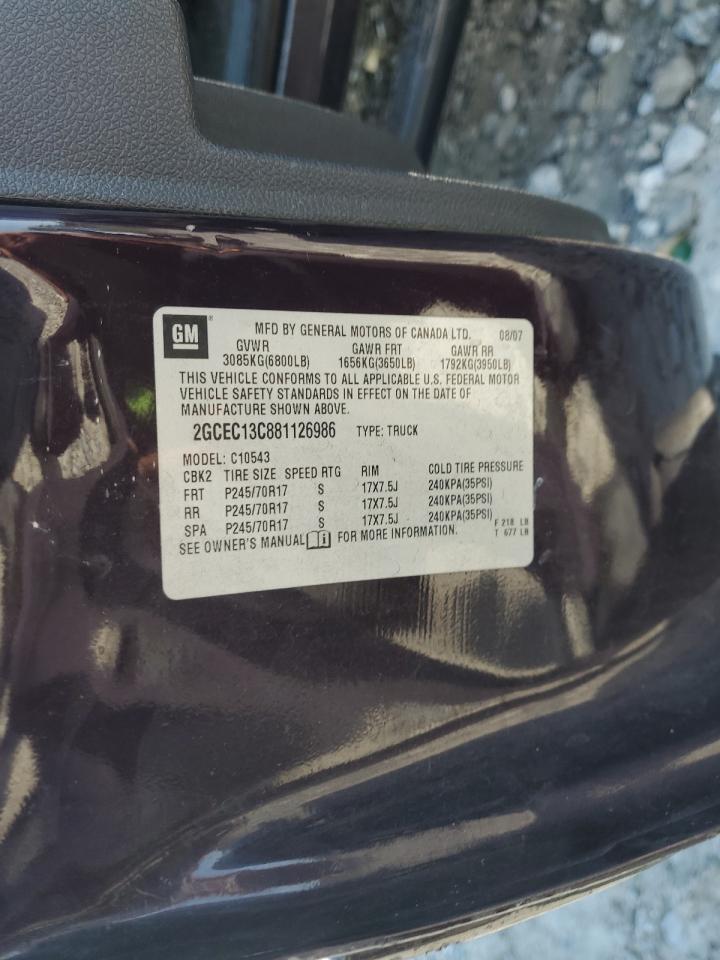 GM
MFD BY GENERAL MOTORS OF CANADA LTD. 08/07
GVWR GAWR FRT GAWR RR
3085KG(6800LB) 1656KG(3650LB) 1792KG(3950LB)
THIS VEHICLE CONFORMS TO ALL APPLICABLE U.S. FEDERAL MOTOR
VEHICLE SAFETY STANDARDS IN EFFECT ON THE DATE OF
MANUFACTURE SHOWN ABOVE.
2GCEC13C881126986 TYPE: TRUCK
MODEL: C10543
CBK2 TIRE SIZE SPEED RTG RIM COLD TIRE PRESSURE
FRT P245/70R17 S 17X7.5J 240KPA(35PSI)
RR P245/70R17 S 17X7.5J 240KPA(35PSI)
SPA P245/70R17 S 17X7.5J 240KPA(35PSI)
F 218 LB
T 677 LB
SEE OWNER'S MANUAL FOR MORE INFORMATION.